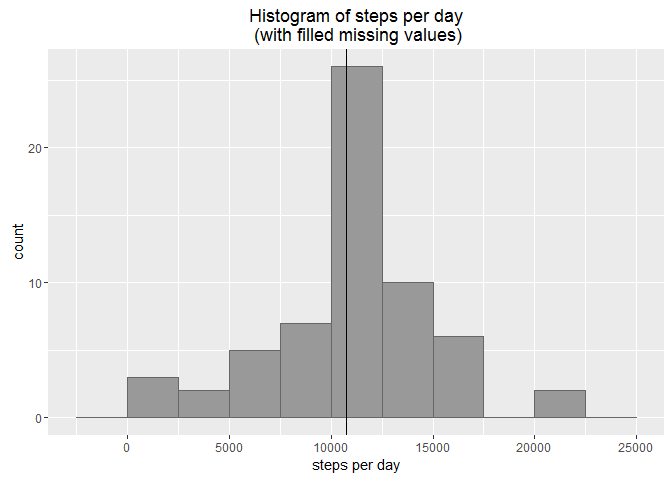 Histogram of steps per day
(with filled missing values)
20
10
0
count
0 5000 10000 15000 20000 25000
steps per day